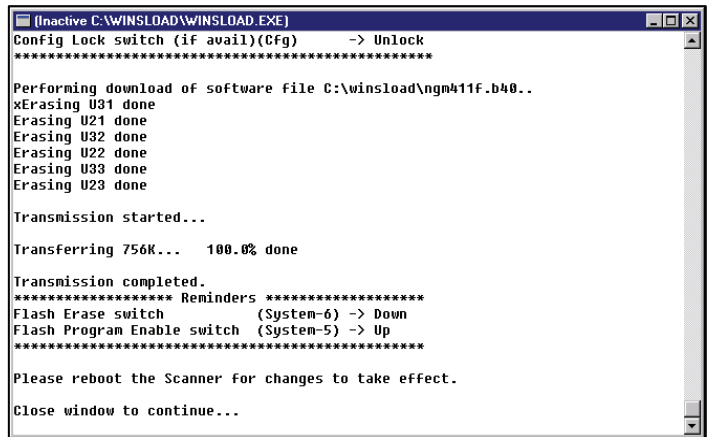 (Inactive C:\WINSLOAD\WINSLOAD.EXE)
Config Lock switch (if avail)(Cfg) -> Unlock
**************************************************
Performing download of software file C:\winsload\ngm411f.b40..
xErasing U31 done
Erasing U21 done
Erasing U32 done
Erasing U22 done
Erasing U33 done
Erasing U23 done
Transmission started...
Transferring 756K... 100.0% done
Transmission completed.
******************* Reminders *******************
Flash Erase switch (System-6) -> Down
Flash Program Enable switch (System-5) -> Up
*************************************************
Please reboot the Scanner for changes to take effect.
Close window to continue...